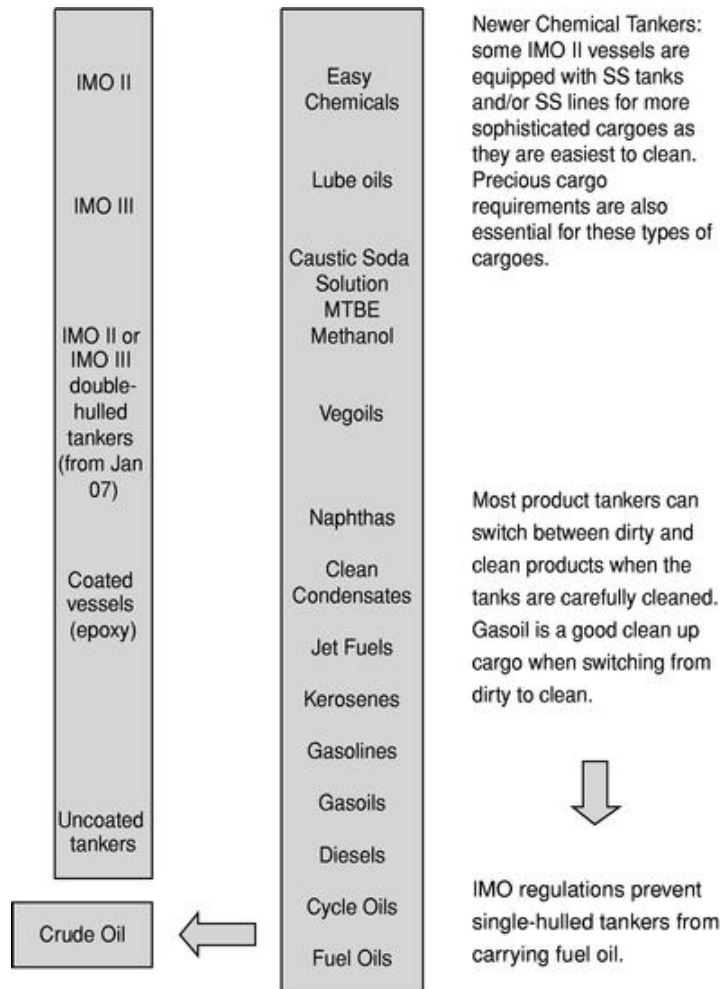 IMO II
IMO III
IMO II or
IMO III
double-
hulled
tankers
(from Jan
07)
Coated
vessels
(epoxy)
Uncoated
tankers
Crude Oil
Easy
Chemicals
Lube oils
Caustic Soda
Solution
MTBE
Methanol
Vegoils
Naphthas
Clean
Condensates
Jet Fuels
Kerosenes
Gasolines
Gasoils
Diesels
Cycle Oils
Fuel Oils
Newer Chemical Tankers:
some IMO II vessels are
equipped with SS tanks
and/or SS lines for more
sophisticated cargoes as
they are easiest to clean.
Precious cargo
requirements are also
essential for these types of
cargoes.
Most product tankers can
switch between dirty and
clean products when the
tanks are carefully cleaned.
Gasoil is a good clean up
cargo when switching from
dirty to clean.
IMO regulations prevent
single-hulled tankers from
carrying fuel oil.